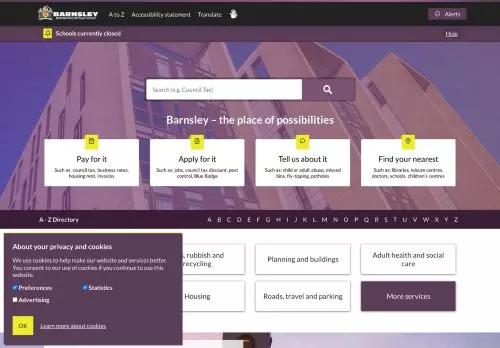 BARNSLEY
Metropolitan Borough Council
A to Z
Accessibility statement
Translate
Alerts
Schools currently closed
Hide
Search (e.g. Council Tax)
Barnsley – the place of possibilities
Pay for it
Such as: council tax, business rates,
housing rent, invoices
Apply for it
Such as: jobs, council tax discount, pest
control, Blue Badge
Tell us about it
Such as: child or adult abuse, missed
bins, fly-tipping, potholes
Find your nearest
Such as: libraries, leisure centres,
doctors, schools, children's centres
A - Z Directory
A B C D E F G H I J K L M N O P Q R S T U V W X Y Z
About your privacy and cookies
We use cookies to help make our website and services better.
You consent to our use of cookies if you continue to use this
website.
Preferences
Statistics
Advertising
OK
Learn more about cookies
rubbish and
recycling
Planning and buildings
Adult health and social
care
Housing
Roads, travel and parking
More services